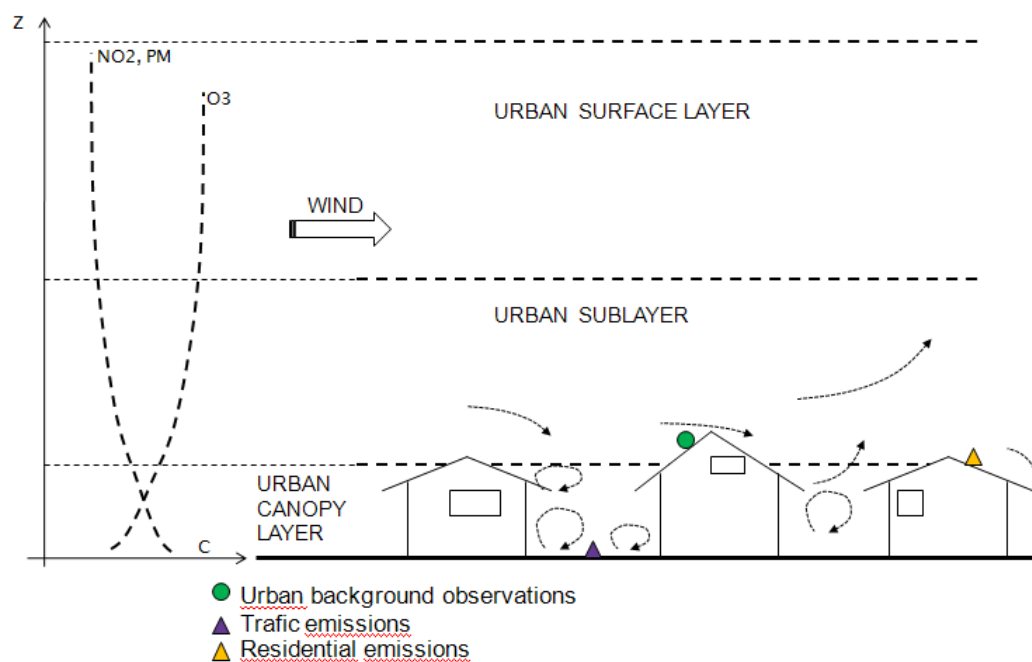 Z
NO2, PM
O3
URBAN SURFACE LAYER
WIND
URBAN SUBLAYER
URBAN
CANOPY
LAYER
C
Urban background observations
Trafic emissions
Residential emissions